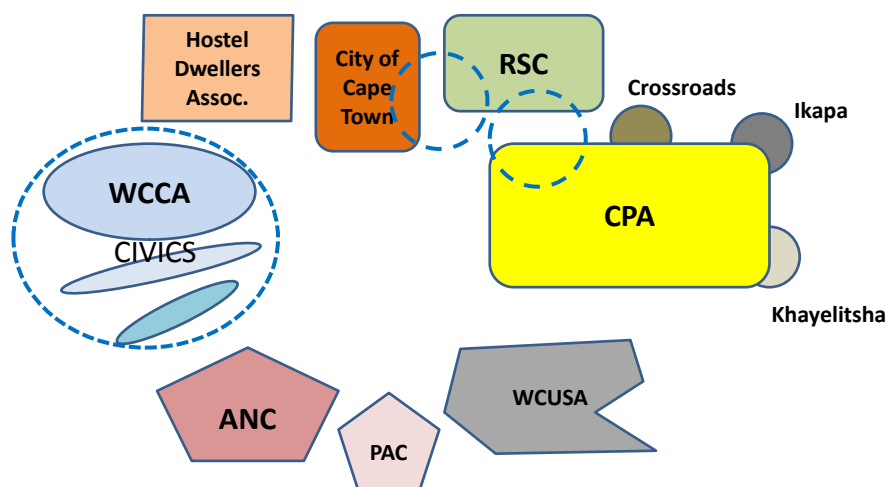 Hostel
Dwellers
Assoc.
City of
Cape
Town
RSC
Crossroads
Ikapa
WCCA
CIVICS
CPA
Khayelitsha
ANC
PAC
WCUSA